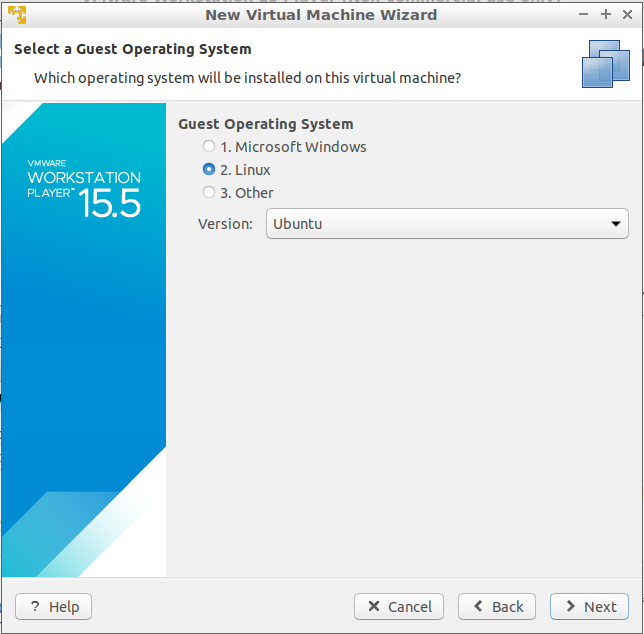 New Virtual Machine Wizard
Select a Guest Operating System
Which operating system will be installed on this virtual machine?
VMWARE
WORKSTATION
PLAYER™ 15.5
Guest Operating System
1. Microsoft Windows
2. Linux
3. Other
Version: Ubuntu
? Help
Cancel
Back
Next